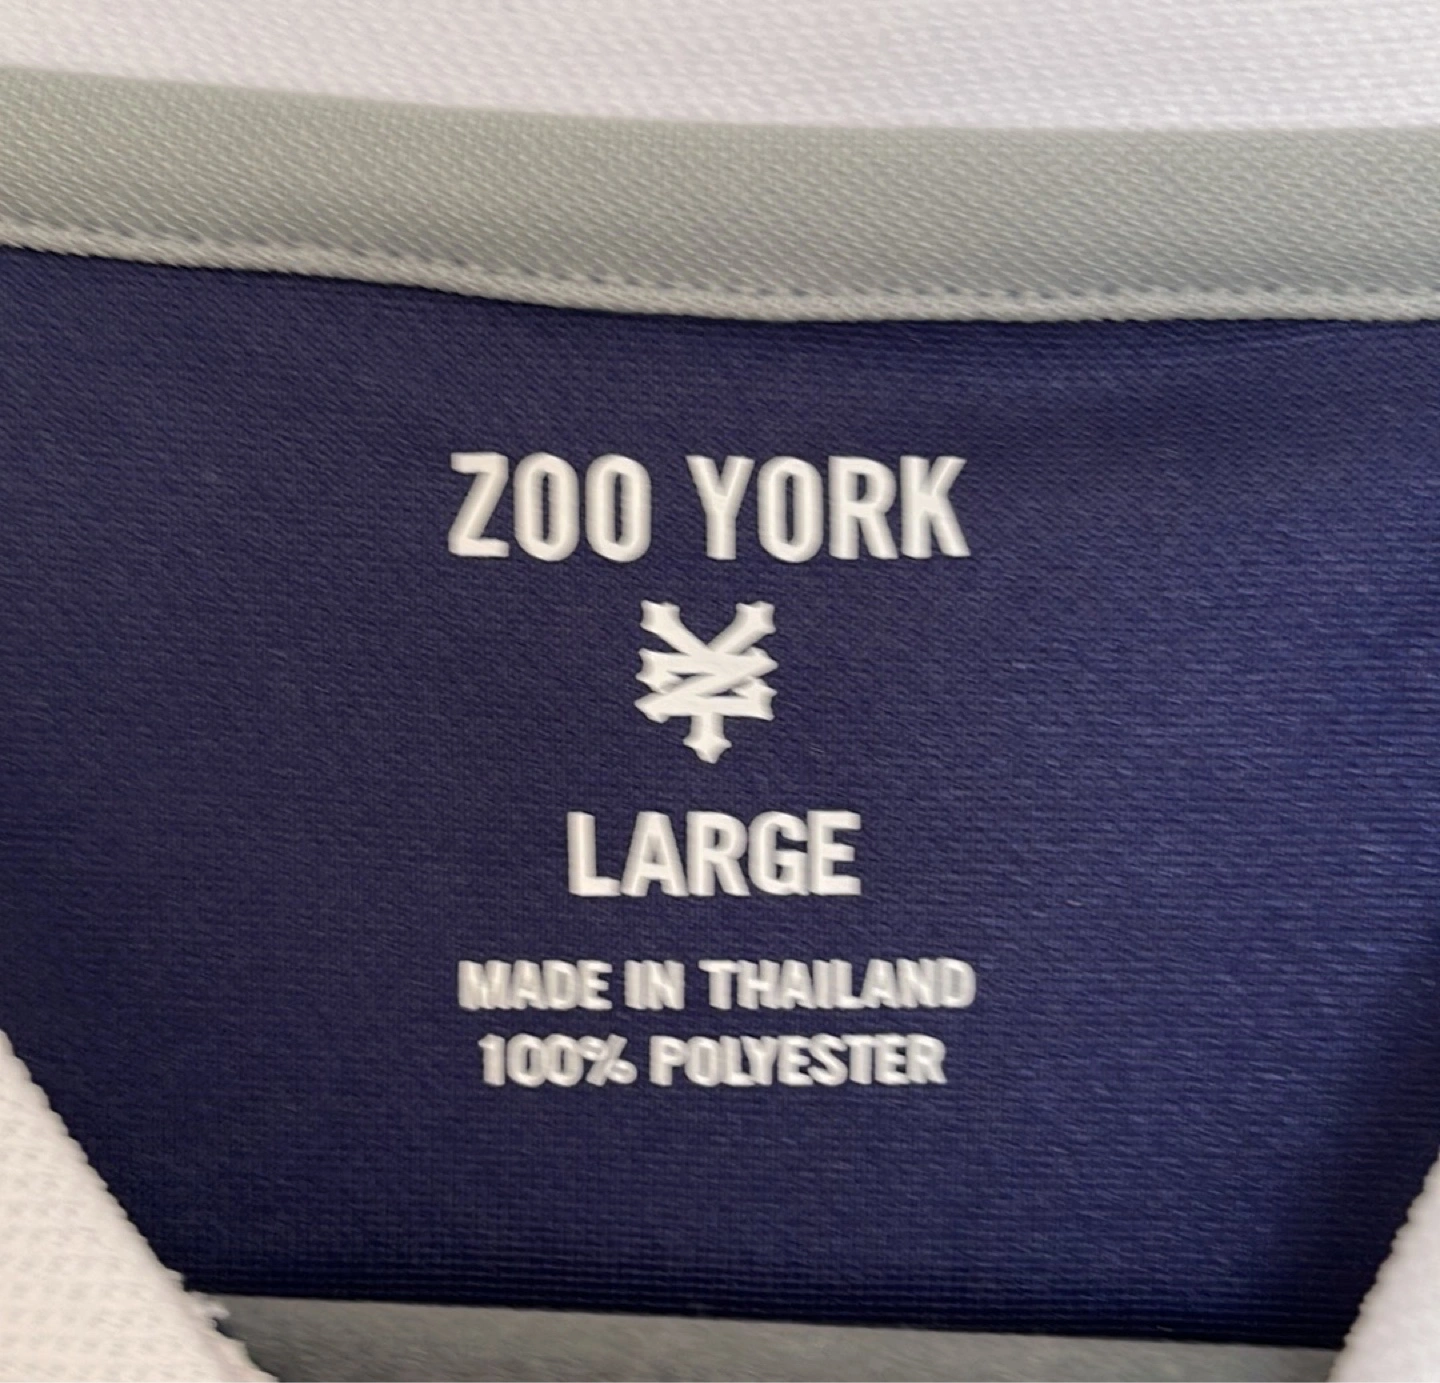 ZOO YORK
LARGE
MADE IN THAILAND
100% POLYESTER